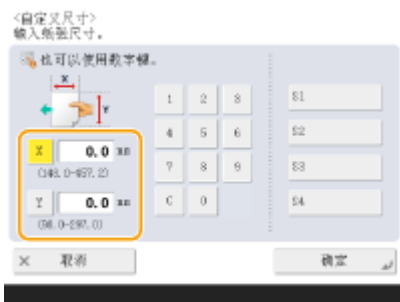 <自定义尺寸>
输入纸张尺寸。
也可以使用数字键。
X
Y
1 2 3 S1
4 5 6 S2
X 0.0 mm
(148.0-457.2)
7 8 9 S3
Y 0.0 mm
C 0 S4
(98.0-297.0)
× 取消
确定